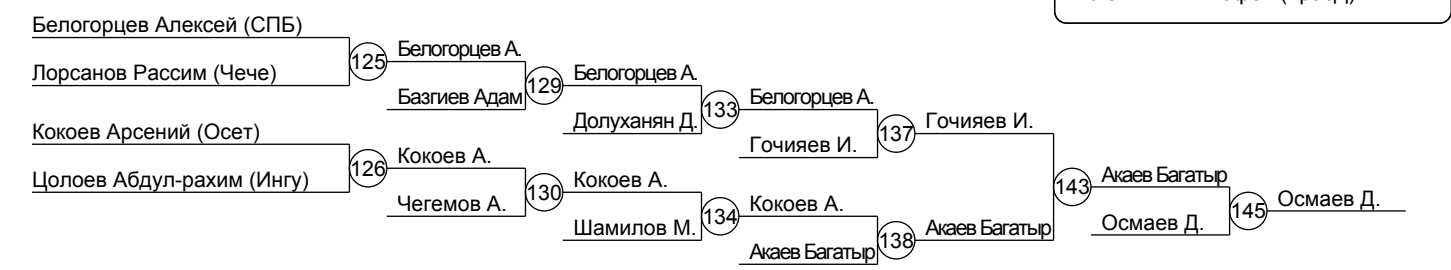 Белогорцев Алексей (СПБ)
Лорсанов Рассим (Чече)
125
Белогорцев А.
Базгиев Адам
129
Белогорцев А.
Долуханян Д.
133
Белогорцев А.
Гочияев И.
137
Гочияев И.
Кокоев Арсений (Осет)
Цолоев Абдул-рахим (Ингу)
126
Кокоев А.
Чегемов А.
130
Кокоев А.
Шамилов М.
134
Кокоев А.
Акаев Багатыр
138
Акаев Багатыр
143
Акаев Багатыр
Осмаев Д.
145
Осмаев Д.